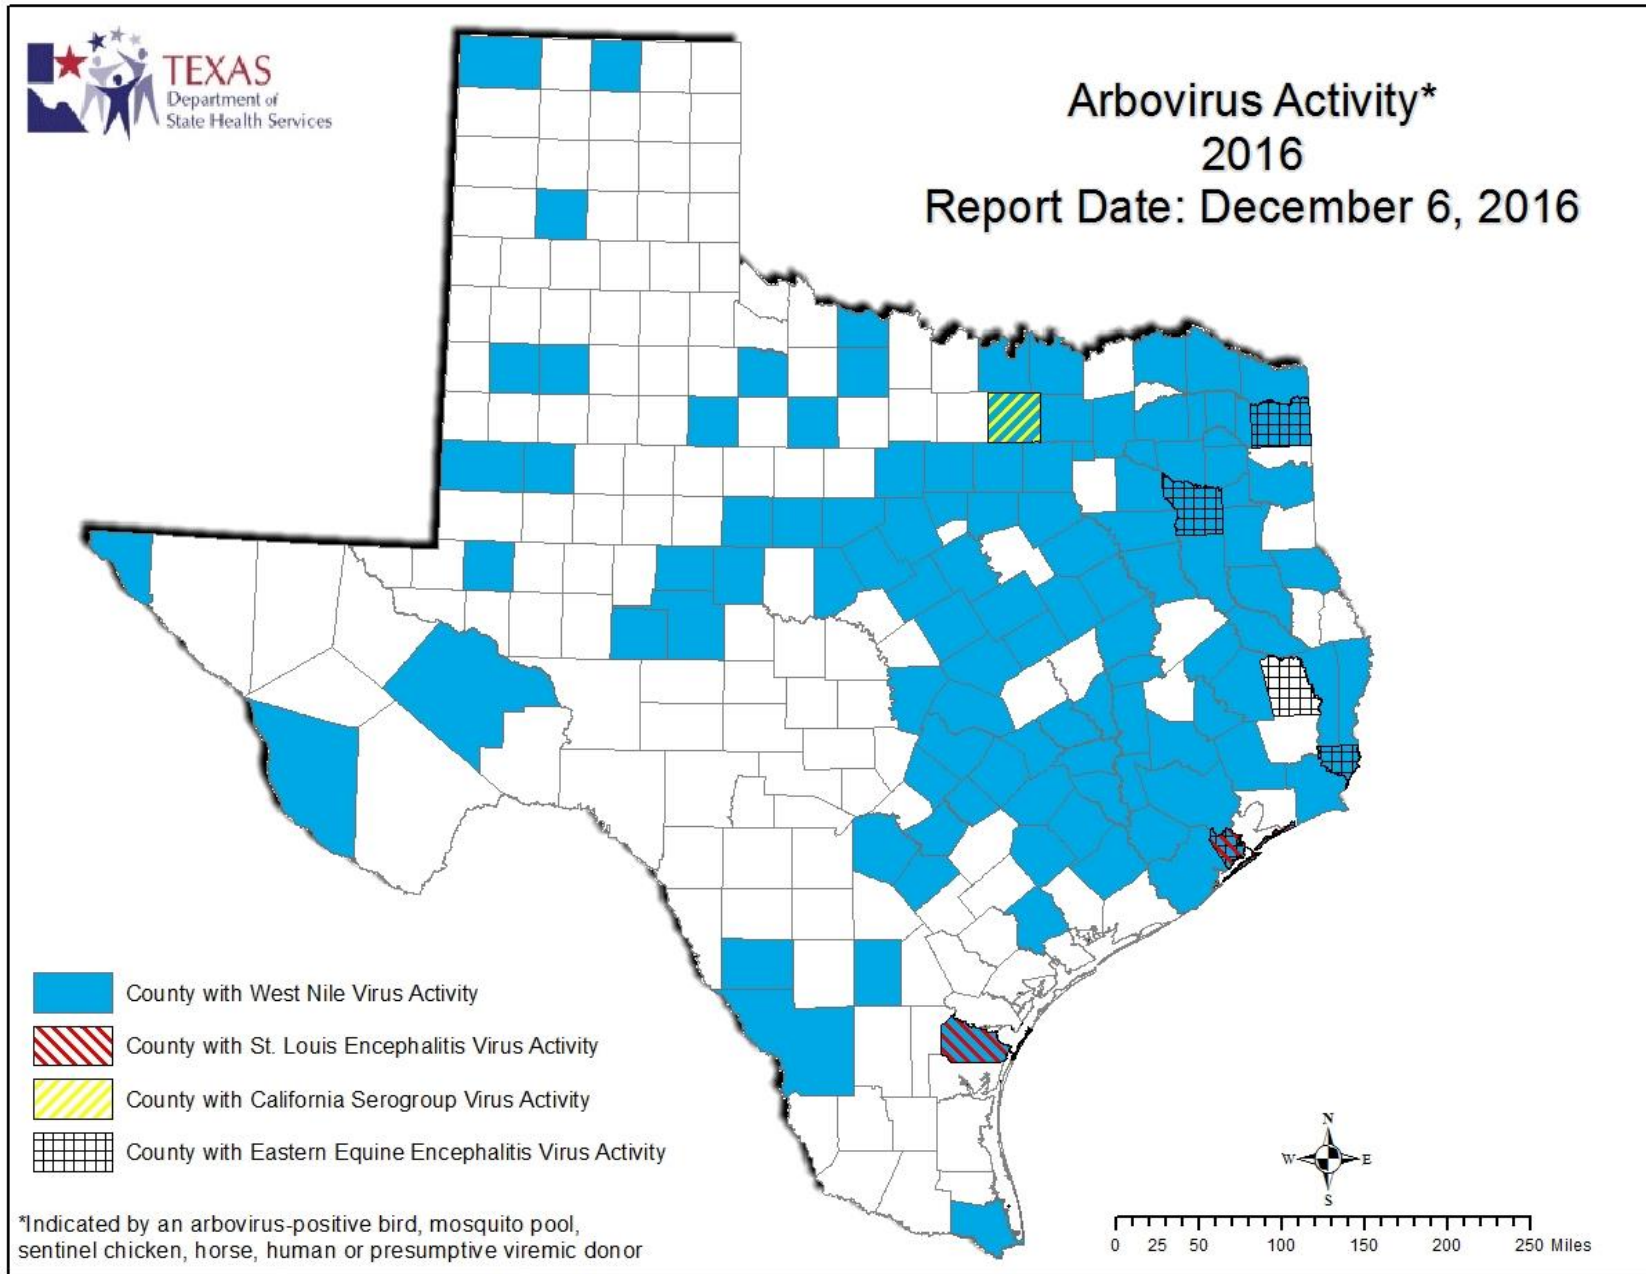 TEXAS
Department of
State Health Services
Arbovirus Activity*
2016
Report Date: December 6, 2016
County with West Nile Virus Activity
County with St. Louis Encephalitis Virus Activity
County with California Serogroup Virus Activity
County with Eastern Equine Encephalitis Virus Activity
*Indicated by an arbovirus-positive bird, mosquito pool,
sentinel chicken, horse, human or presumptive viremic donor
N
W E
S
0 25 50 100 150 200 250 Miles